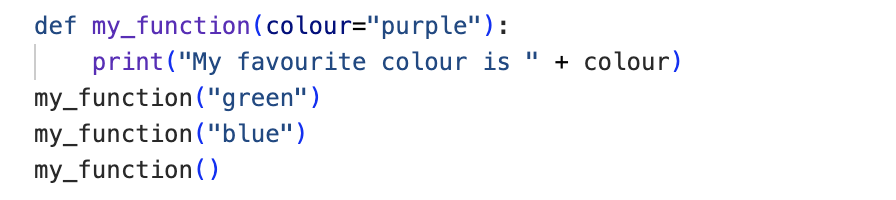 def my_function(colour="purple"):
    print("My favourite colour is " + colour)
my_function("green")
my_function("blue")
my_function()